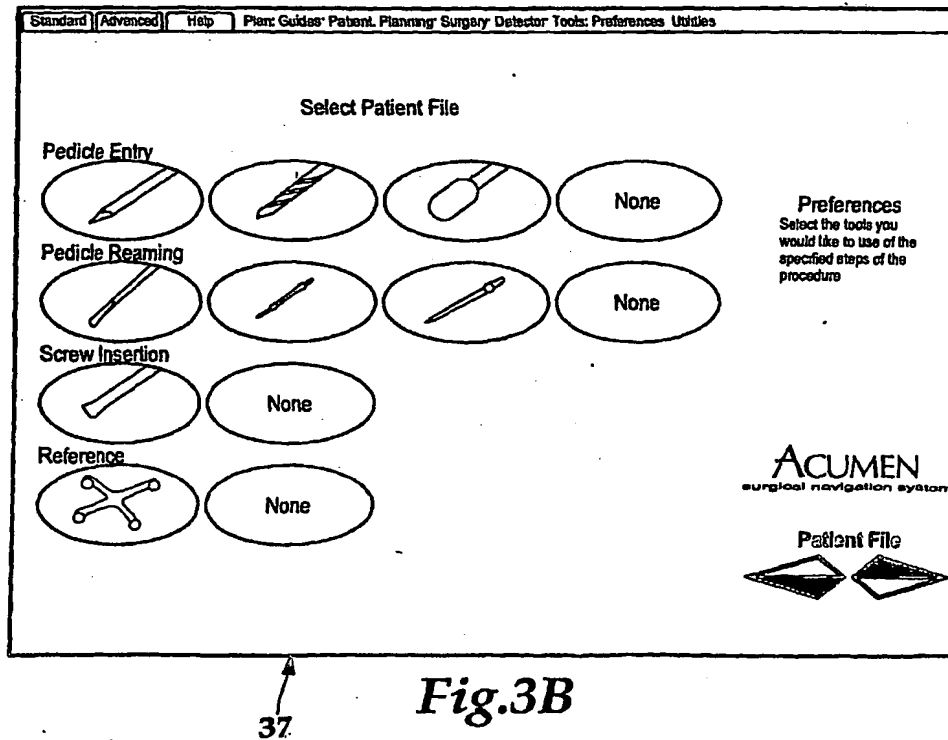 Standard Advanced Help Plan: Guides: Patient. Planning: Surgery Detector Tools: Preferences Utilities
Select Patient File
Pedicle Entry
None
Preferences
Select the tools you
would like to use of the
specified steps of the
procedure
Pedicle Reaming
None
Screw Insertion
None
Reference
None
ACUMEN
surgical navigation system
Patient File
37
Fig.3B